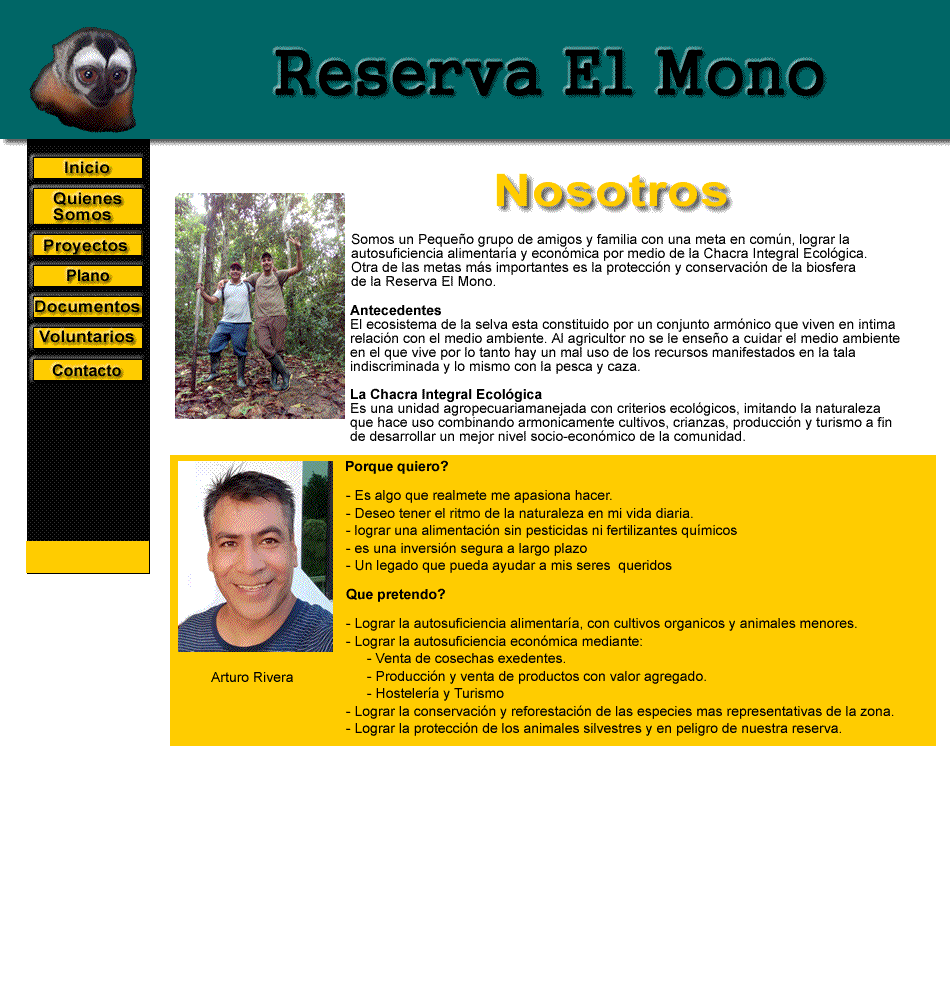 Reserva El Mono
Inicio
Quienes
Somos
Proyectos
Plano
Documentos
Voluntarios
Contacto
Nosotros
Somos un Pequeño grupo de amigos y familia con una meta en común, lograr la
autosuficiencia alimentaría y económica por medio de la Chacra Integral Ecológica.
Otra de las metas más importantes es la protección y conservación de la biosfera
de la Reserva El Mono.
Antecedentes
El ecosistema de la selva esta constituido por un conjunto armónico que viven en intima
relación con el medio ambiente. Al agricultor no se le enseño a cuidar el medio ambiente
en el que vive por lo tanto hay un mal uso de los recursos manifestados en la tala
indiscriminada y lo mismo con la pesca y caza.
La Chacra Integral Ecológica
Es una unidad agropecuariamanejada con criterios ecológicos, imitando la naturaleza
que hace uso combinando armonicamente cultivos, crianzas, producción y turismo a fin
de desarrollar un mejor nivel socio-económico de la comunidad.
Porque quiero?
- Es algo que realmete me apasiona hacer.
- Deseo tener el ritmo de la naturaleza en mi vida diaria.
- lograr una alimentación sin pesticidas ni fertilizantes químicos
- es una inversión segura a largo plazo
- Un legado que pueda ayudar a mis seres  queridos
Que pretendo?
- Lograr la autosuficiencia alimentaría, con cultivos organicos y animales menores.
- Lograr la autosuficiencia económica mediante:
- Venta de cosechas exedentes.
- Producción y venta de productos con valor agregado.
- Hostelería y Turismo
- Lograr la conservación y reforestación de las especies mas representativas de la zona.
- Lograr la protección de los animales silvestres y en peligro de nuestra reserva.
Arturo Rivera